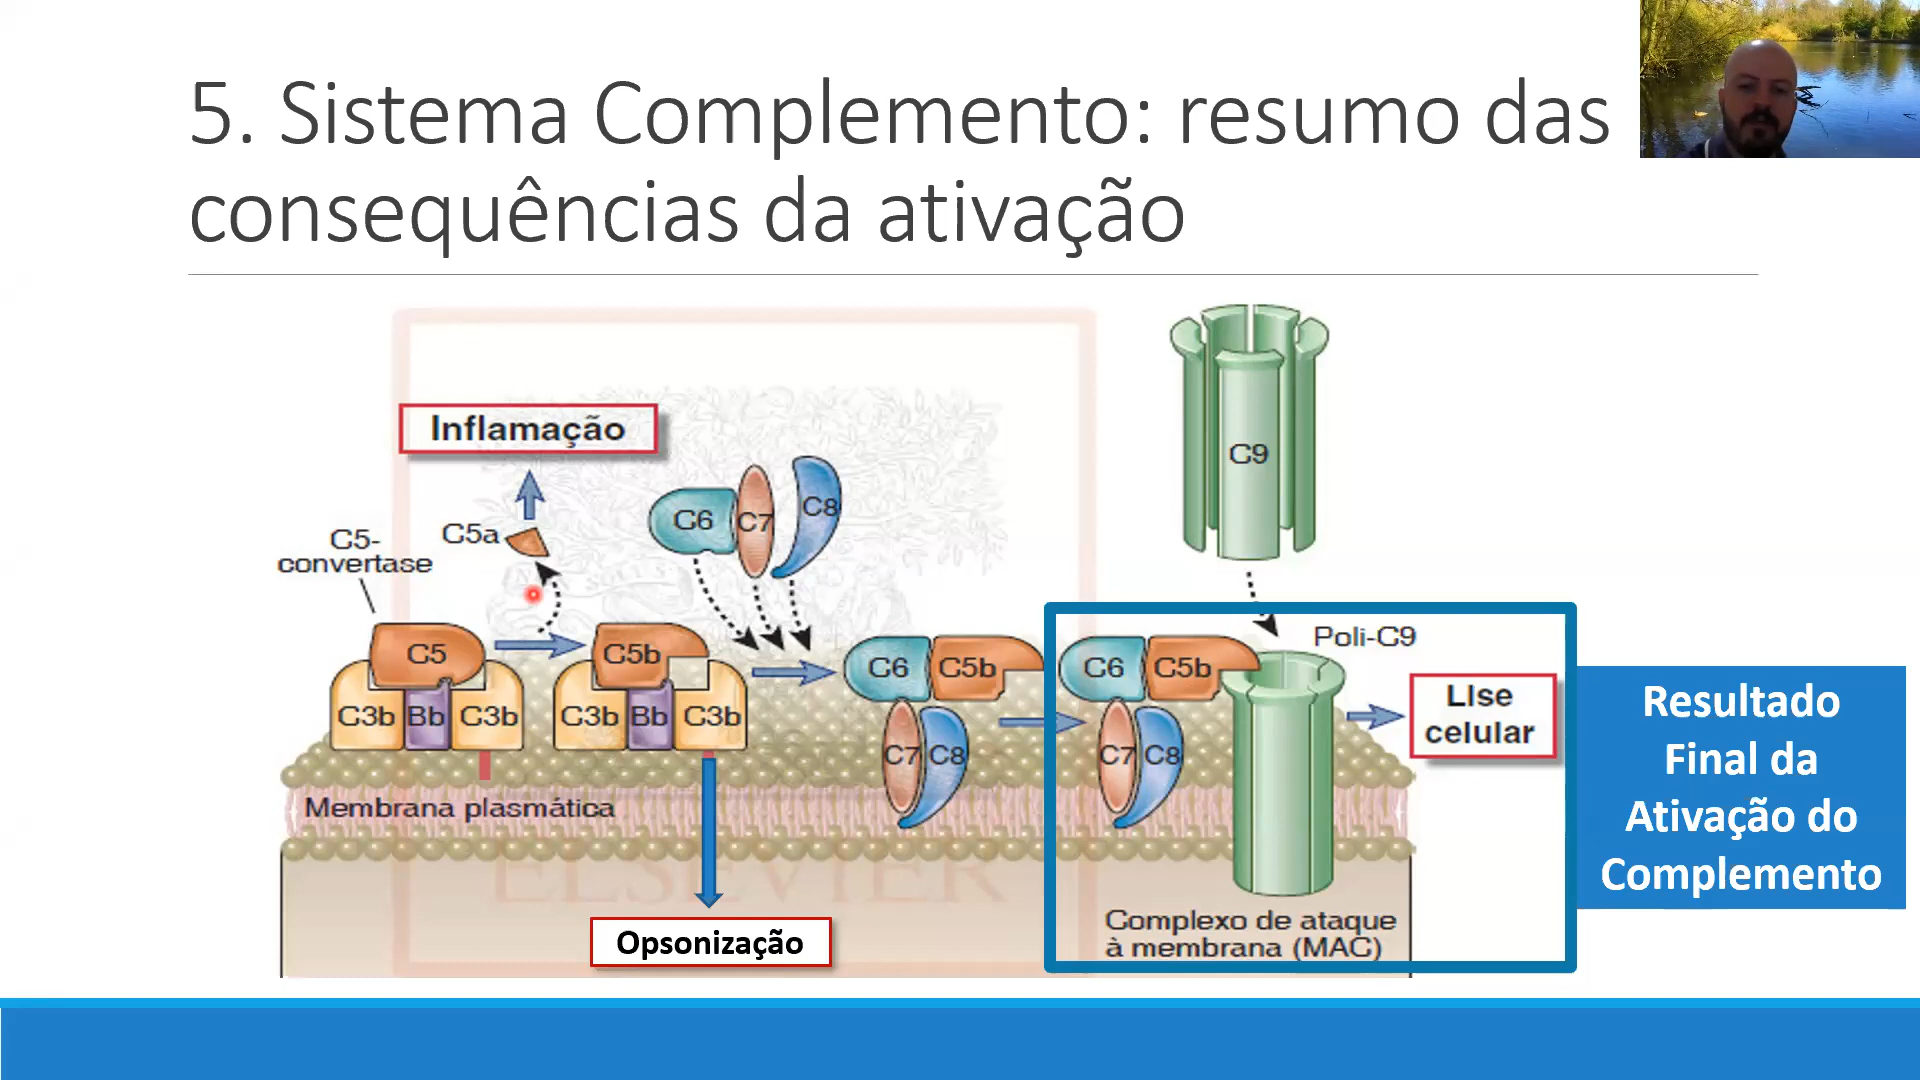 5. Sistema Complemento: resumo das
consequências da ativação
Inflamação
C5a
C5-
convertase
C6
C7
C8
C9
C5
C3b
Bb
C3b
C5b
C3b
Bb
C3b
C6
C5b
C7
C8
C6
C5b
C7
C8
Poli-C9
LIse
celular
Membrana plasmática
Opsonização
Complexo de ataque
à membrana (MAC)
Resultado
Final da
Ativação do
Complemento
ELSEVIER